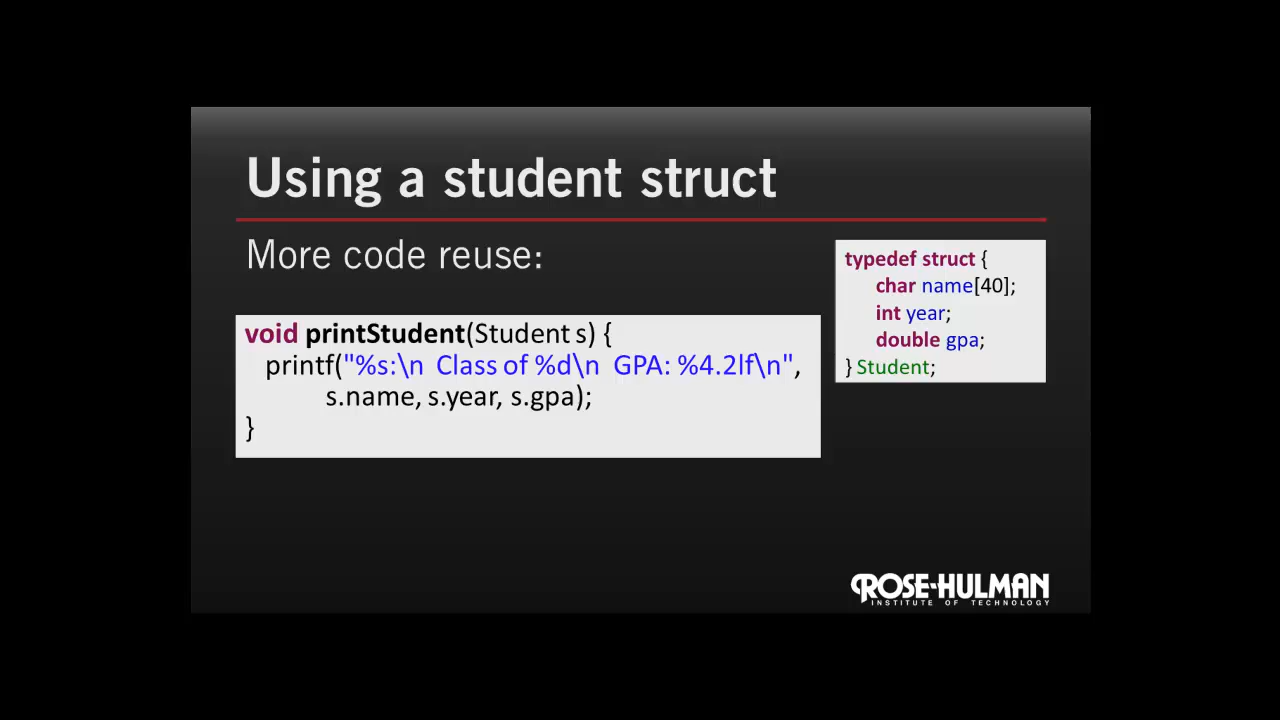 Using a student struct
More code reuse:
void printStudent(Student s) {
printf("%s:\n  Class of %d\n  GPA: %4.2lf\n",
s.name, s.year, s.gpa);
}
typedef struct {
char name[40];
int year;
double gpa;
} Student;
ROSE-HULMAN
INSTITUTE OF TECHNOLOGY